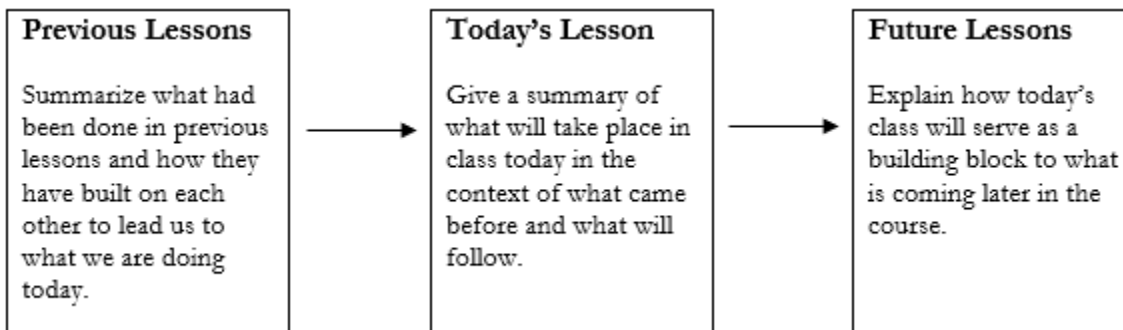 Previous Lessons
Summarize what had
been done in previous
lessons and how they
have built on each
other to lead us to
what we are doing
today.
Today's Lesson
Give a summary of
what will take place in
class today in the
context of what came
before and what will
follow.
Future Lessons
Explain how today's
class will serve as a
building block to what
is coming later in the
course.